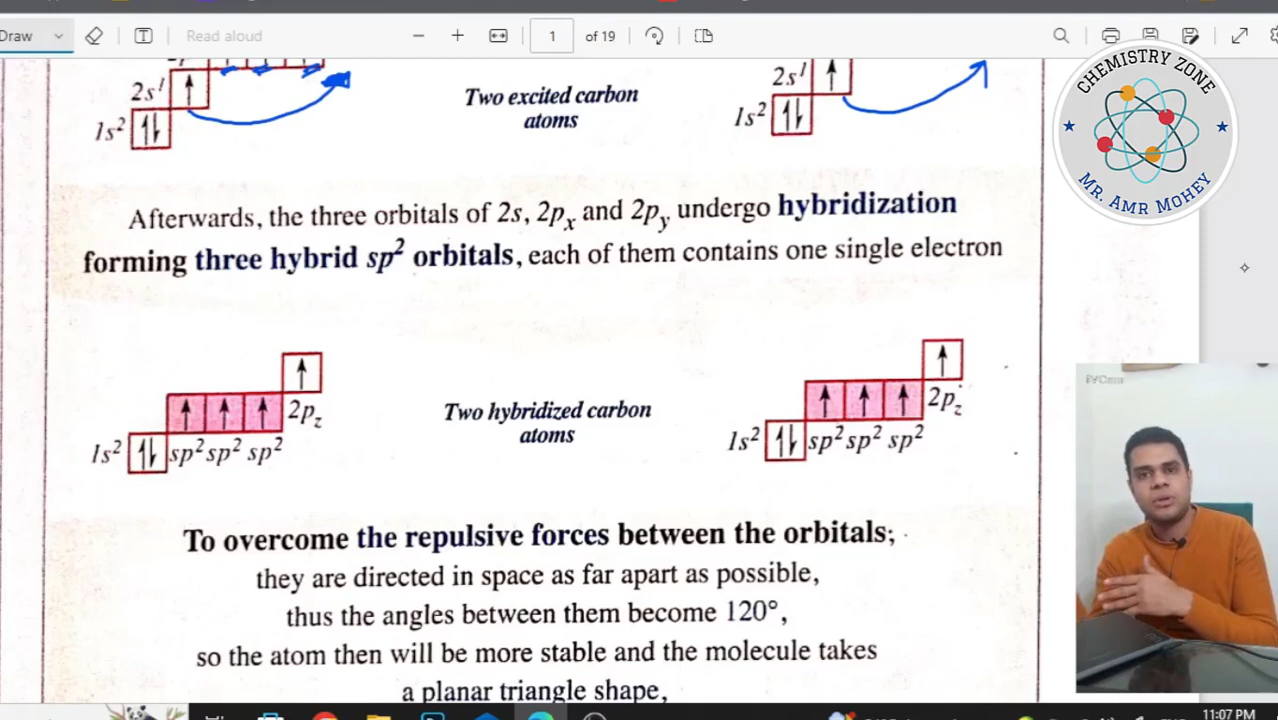 Draw
Read aloud
1 of 19
2s¹
1s²
Two excited carbon
atoms
2s¹
1s²
CHEMISTRY ZONE
MR. AMR MOHEY
Afterwards, the three orbitals of 2s, 2pₓ and 2p_y undergo hybridization
forming three hybrid sp² orbitals, each of them contains one single electron
2p_z
1s² sp² sp² sp²
Two hybridized carbon
atoms
2p_z
1s² sp² sp² sp²
To overcome the repulsive forces between the orbitals;
they are directed in space as far apart as possible,
thus the angles between them become 120°,
so the atom then will be more stable and the molecule takes
a planar triangle shape,
11:07 PM